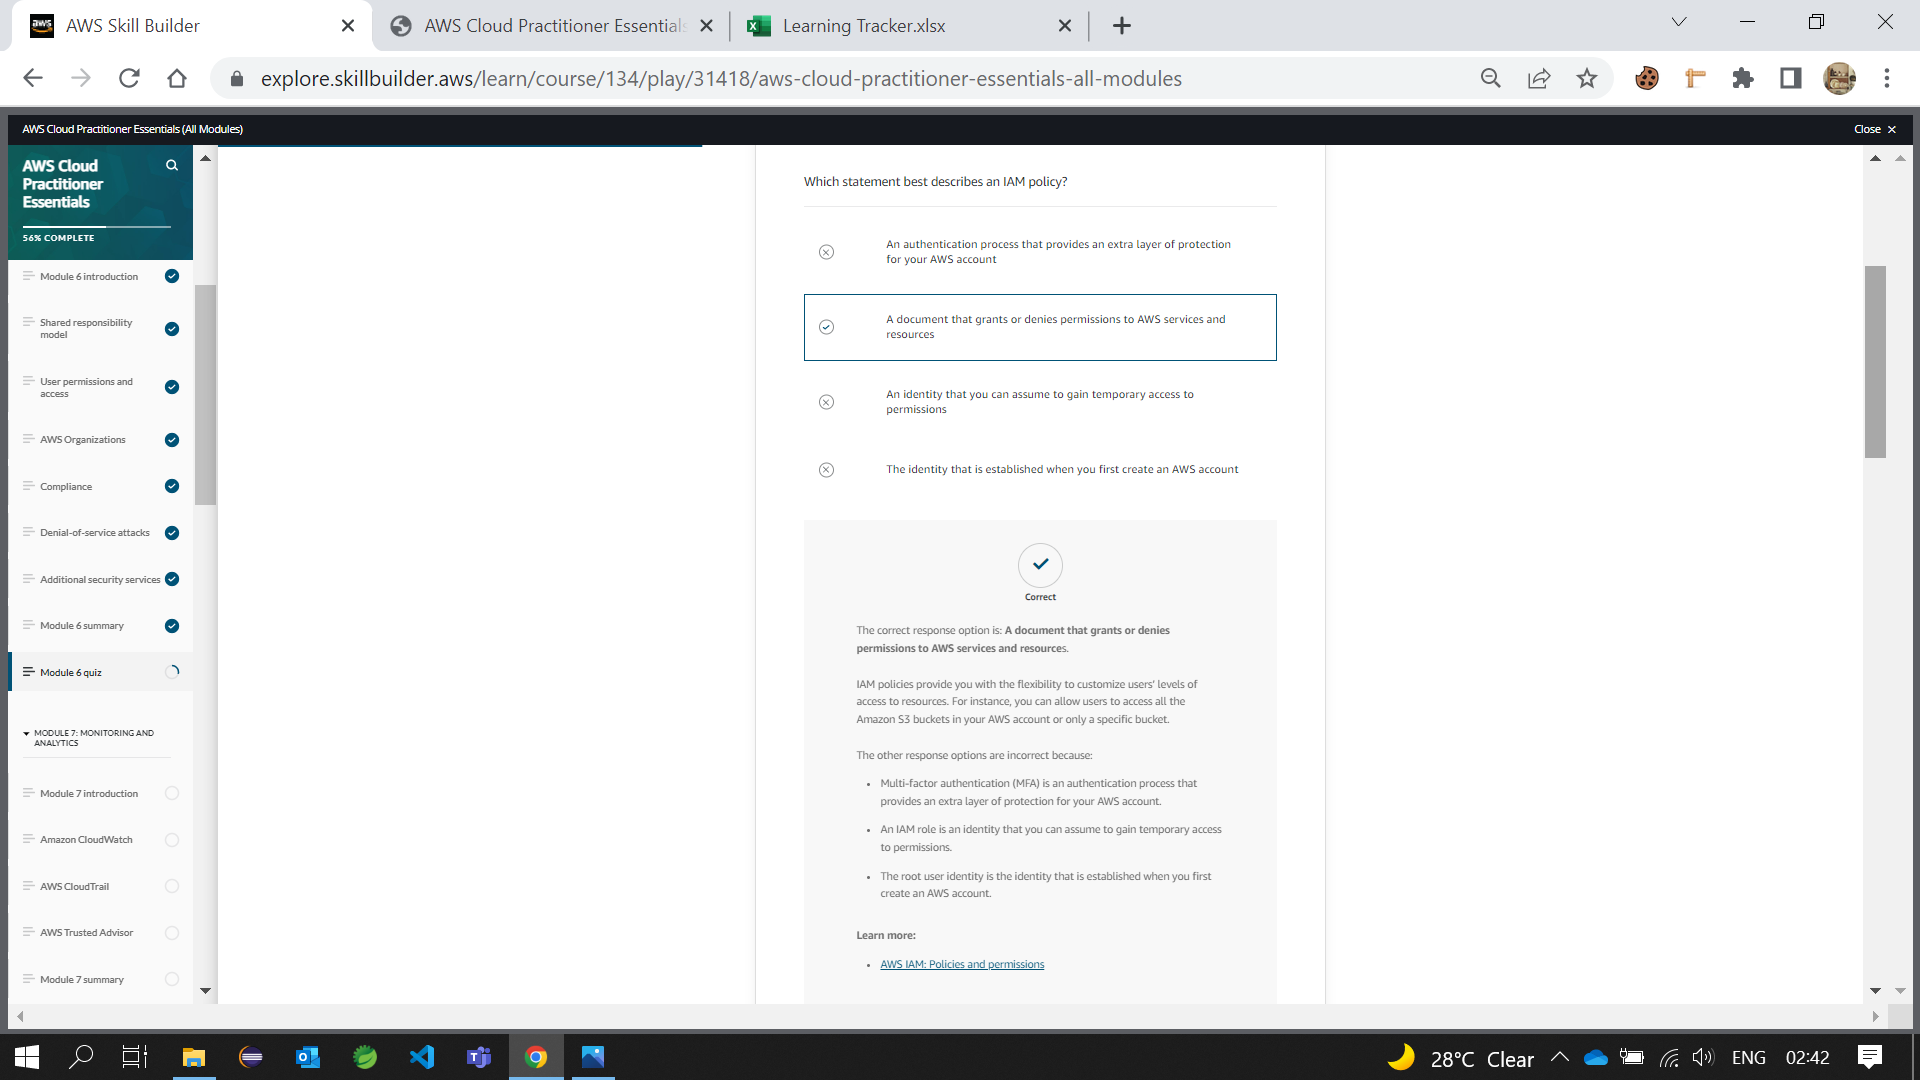 AWS Skill Builder
AWS Cloud Practitioner Essentials
Learning Tracker.xlsx
explore.skillbuilder.aws/learn/course/134/play/31418/aws-cloud-practitioner-essentials-all-modules
AWS Cloud Practitioner Essentials (All Modules)
Close
AWS Cloud
Practitioner
Essentials
56% COMPLETE
Module 6 introduction
Shared responsibility
model
User permissions and
access
AWS Organizations
Compliance
Denial-of-service attacks
Additional security services
Module 6 summary
Module 6 quiz
MODULE 7: MONITORING AND
ANALYTICS
Module 7 introduction
Amazon CloudWatch
AWS CloudTrail
AWS Trusted Advisor
Module 7 summary
Which statement best describes an IAM policy?
An authentication process that provides an extra layer of protection
for your AWS account
A document that grants or denies permissions to AWS services and
resources
An identity that you can assume to gain temporary access to
permissions
The identity that is established when you first create an AWS account
Correct
The correct response option is: A document that grants or denies
permissions to AWS services and resources.
IAM policies provide you with the flexibility to customize users' levels of
access to resources. For instance, you can allow users to access all the
Amazon S3 buckets in your AWS account or only a specific bucket.
The other response options are incorrect because:
• Multi-factor authentication (MFA) is an authentication process that
provides an extra layer of protection for your AWS account.
• An IAM role is an identity that you can assume to gain temporary access
to permissions.
• The root user identity is the identity that is established when you first
create an AWS account.
Learn more:
• AWS IAM: Policies and permissions
28°C Clear
ENG
02:42